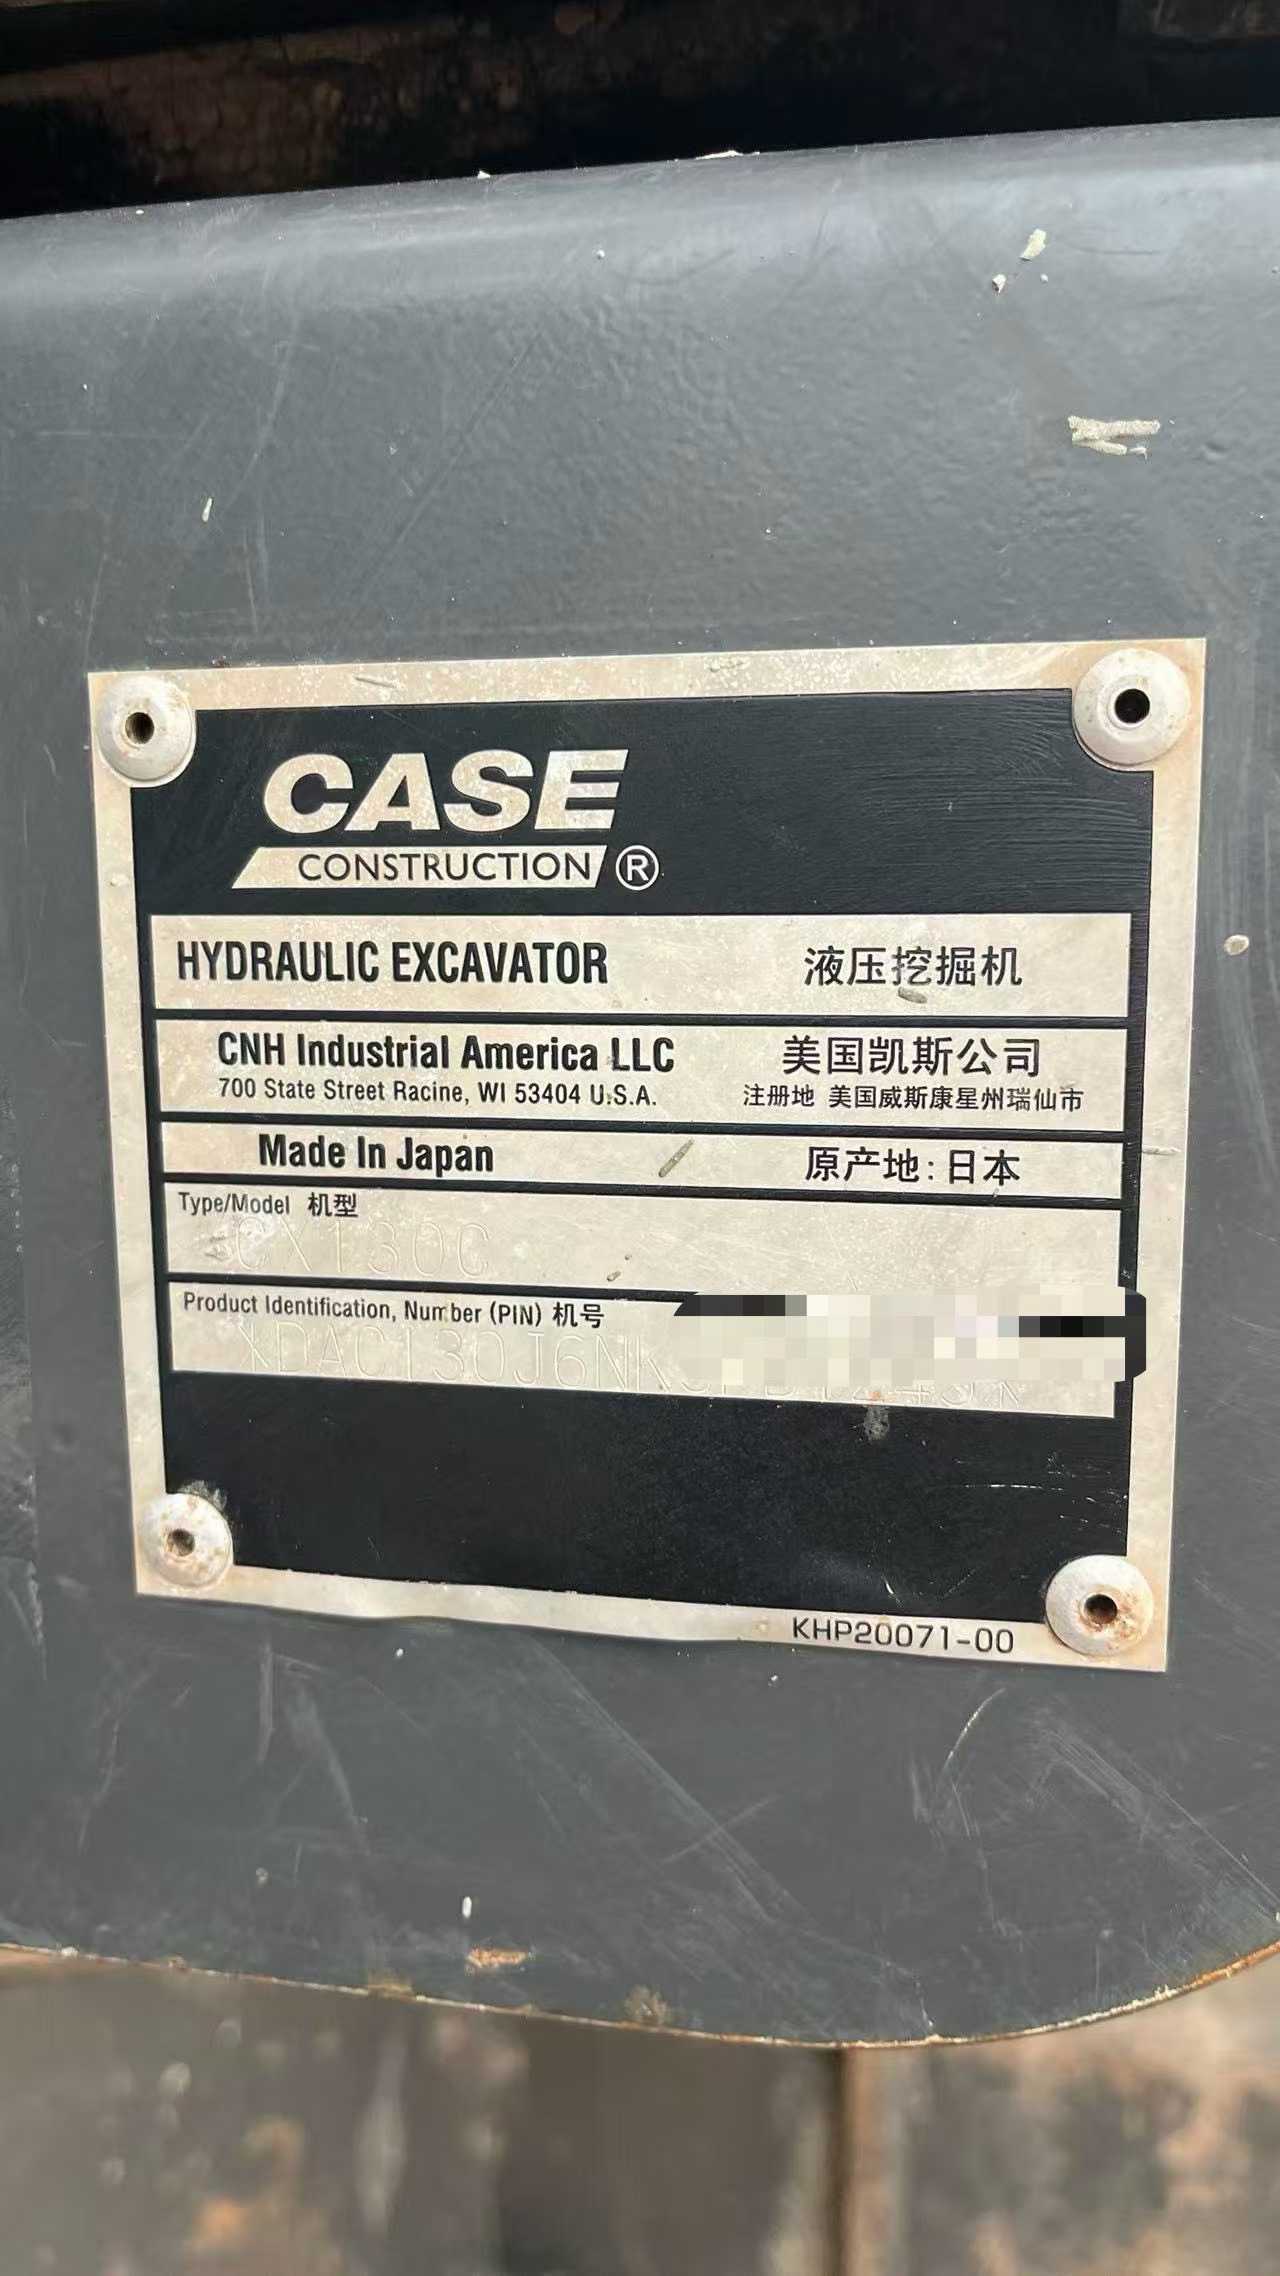 CASE
CONSTRUCTION ®
HYDRAULIC EXCAVATOR 液压挖掘机
CNH Industrial America LLC 美国凯斯公司
700 State Street Racine, WI 53404 U.S.A. 注册地 美国威斯康星州瑞仙市
Made In Japan 原产地：日本
Type/Model 机型
CX130C
Product Identification, Number (PIN) 机号
XDAC130J6NK
KHP20071-00